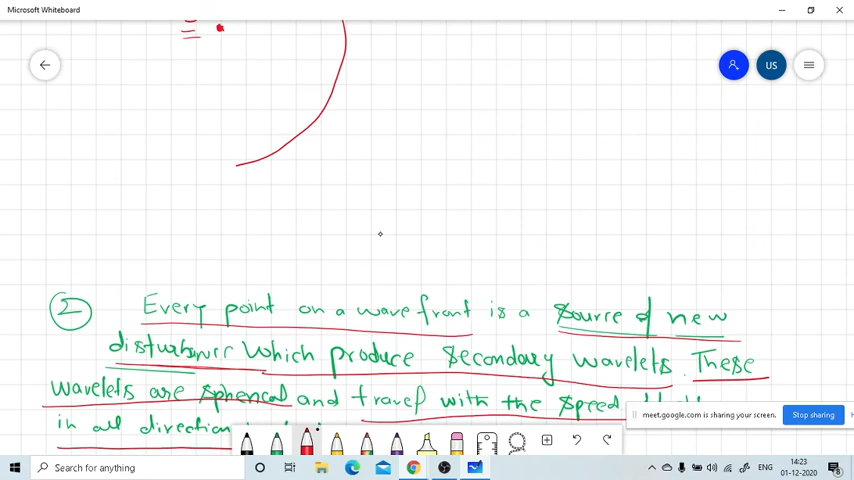 Microsoft Whiteboard
US
2
Every point on a wavefront is a source of new
disturbance which produce secondary wavelets. These
wavelets are spherical and travel with the speed
in all direction
meet.google.com is sharing your screen.
Stop sharing
Search for anything
ENG
14:23
01-12-2020
8